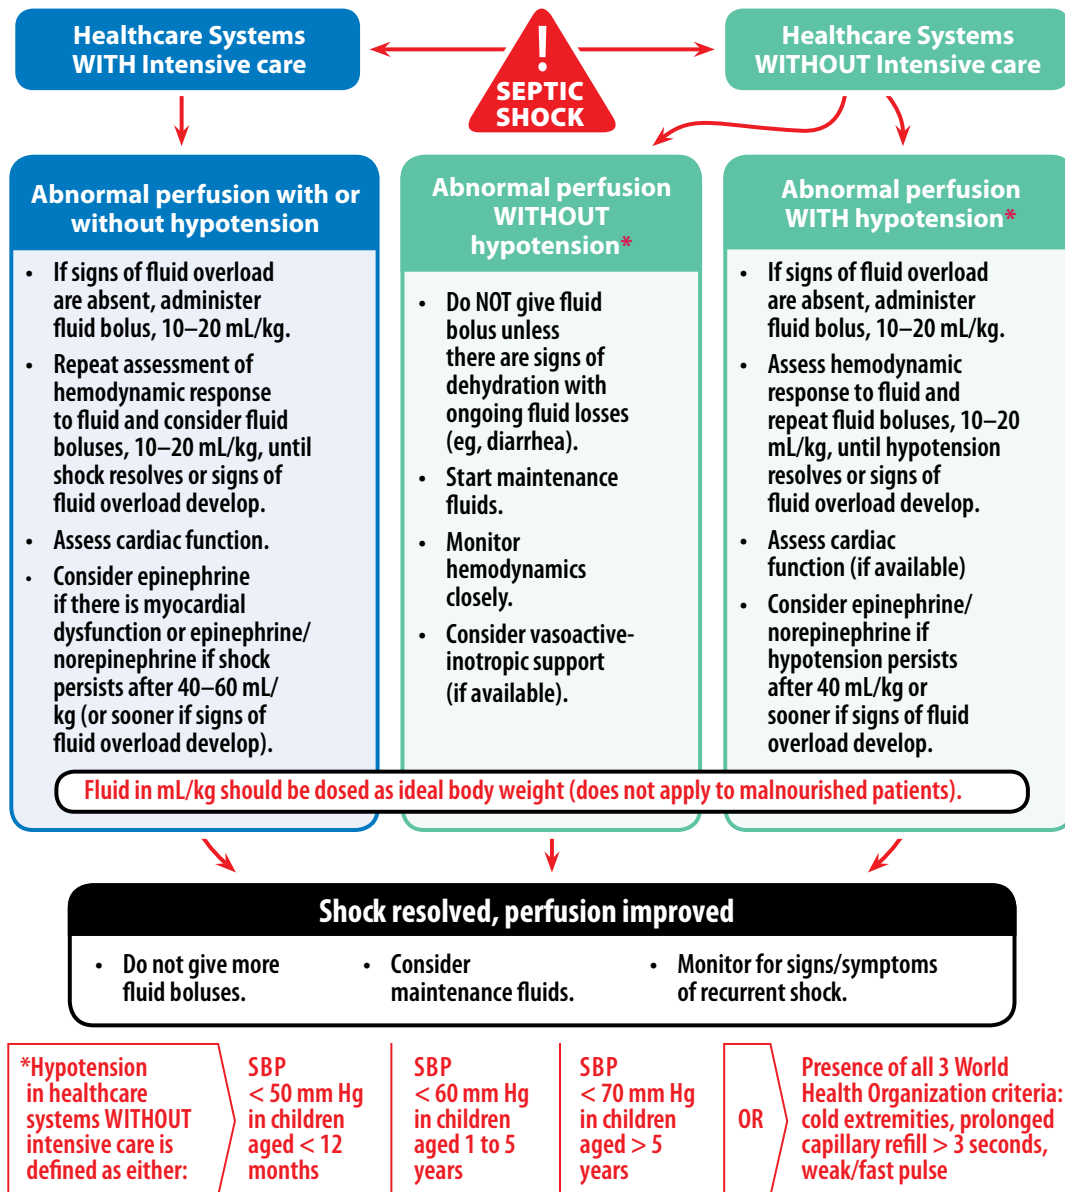 Healthcare Systems
WITH Intensive care
!
SEPTIC
SHOCK
Healthcare Systems
WITHOUT Intensive care
Abnormal perfusion with or
without hypotension
• If signs of fluid overload
are absent, administer
fluid bolus, 10–20 mL/kg.
• Repeat assessment of
hemodynamic response
to fluid and consider fluid
boluses, 10–20 mL/kg, until
shock resolves or signs of
fluid overload develop.
• Assess cardiac function.
• Consider epinephrine
if there is myocardial
dysfunction or epinephrine/
norepinephrine if shock
persists after 40–60 mL/
kg (or sooner if signs of
fluid overload develop).
Abnormal perfusion
WITHOUT
hypotension*
• Do NOT give fluid
bolus unless
there are signs of
dehydration with
ongoing fluid losses
(eg, diarrhea).
• Start maintenance
fluids.
• Monitor
hemodynamics
closely.
• Consider vasoactive-
inotropic support
(if available).
Abnormal perfusion
WITH hypotension*
• If signs of fluid overload
are absent, administer
fluid bolus, 10–20 mL/kg.
• Assess hemodynamic
response to fluid and
repeat fluid boluses, 10–20
mL/kg, until hypotension
resolves or signs of
fluid overload develop.
• Assess cardiac
function (if available)
• Consider epinephrine/
norepinephrine if
hypotension persists
after 40 mL/kg or
sooner if signs of fluid
overload develop.
Fluid in mL/kg should be dosed as ideal body weight (does not apply to malnourished patients).
Shock resolved, perfusion improved
• Do not give more
fluid boluses.
• Consider
maintenance fluids.
• Monitor for signs/symptoms
of recurrent shock.
*Hypotension
in healthcare
systems WITHOUT
intensive care is
defined as either:
SBP
< 50 mm Hg
in children
aged < 12
months
SBP
< 60 mm Hg
in children
aged 1 to 5
years
SBP
< 70 mm Hg
in children
aged > 5
years
OR
Presence of all 3 World
Health Organization criteria:
cold extremities, prolonged
capillary refill > 3 seconds,
weak/fast pulse